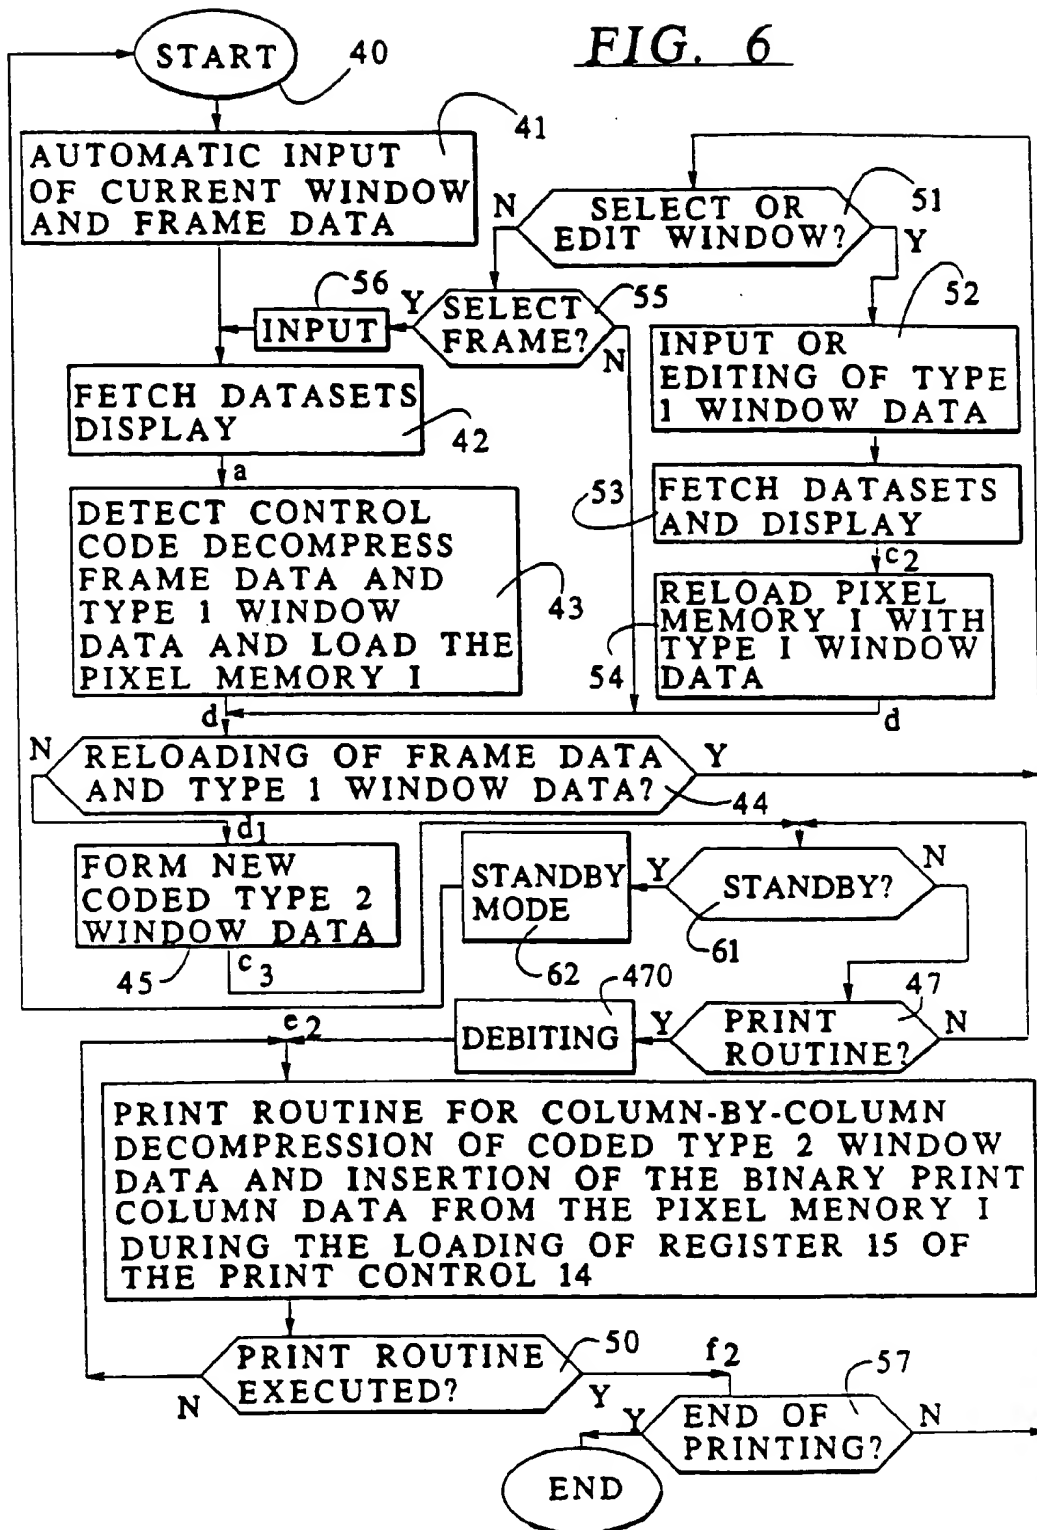 FIG. 6
START
40
41
AUTOMATIC INPUT
OF CURRENT WINDOW
AND FRAME DATA
N
SELECT OR
EDIT WINDOW?
51
Y
56
INPUT
Y
SELECT
FRAME?
55
N
52
INPUT OR
EDITING OF TYPE
1 WINDOW DATA
FETCH DATASETS
DISPLAY
42
a
53
FETCH DATASETS
AND DISPLAY
c2
DETECT CONTROL
CODE DECOMPRESS
FRAME DATA AND
TYPE 1 WINDOW
DATA AND LOAD THE
PIXEL MEMORY I
43
RELOAD PIXEL
MEMORY I WITH
TYPE I WINDOW
DATA
54
d
d
N
RELOADING OF FRAME DATA
AND TYPE 1 WINDOW DATA?
Y
44
d1
FORM NEW
CODED TYPE 2
WINDOW DATA
45
c3
STANDBY
MODE
62
Y
STANDBY?
N
61
470
DEBITING
Y
PRINT
ROUTINE?
47
N
e2
PRINT ROUTINE FOR COLUMN-BY-COLUMN
DECOMPRESSION OF CODED TYPE 2 WINDOW
DATA AND INSERTION OF THE BINARY PRINT
COLUMN DATA FROM THE PIXEL MENORY I
DURING THE LOADING OF REGISTER 15 OF
THE PRINT CONTROL 14
PRINT ROUTINE
EXECUTED?
50
N
Y
f2
57
Y
END OF
PRINTING?
N
END